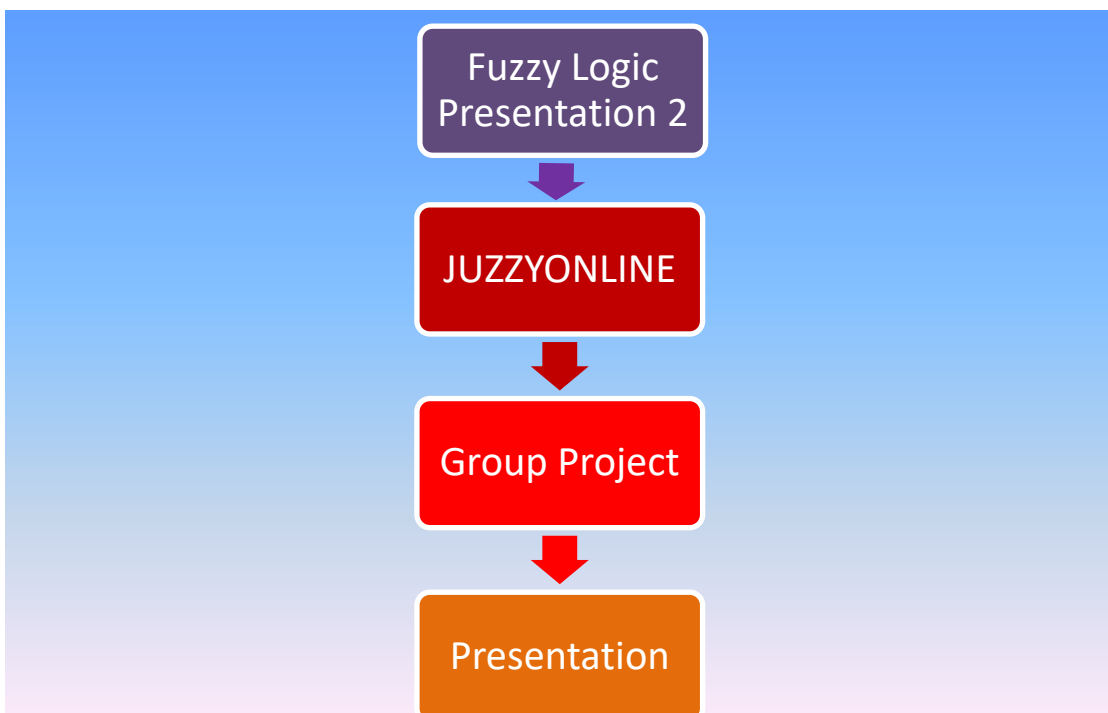 Fuzzy Logic
Presentation 2
JUZZYONLINE
Group Project
Presentation